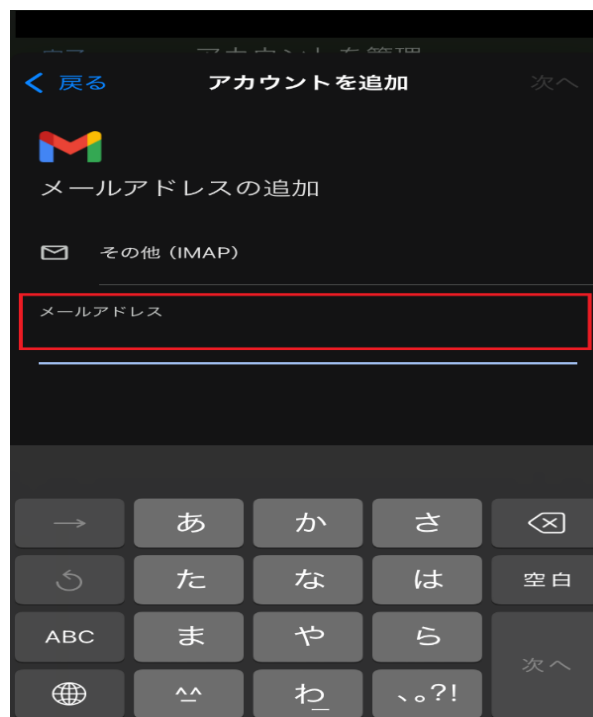 戻る アカウントを追加 次へ
メールアドレスの追加
その他 (IMAP)
メールアドレス
→ あ か さ
た な は 空白
ABC ま や ら
次へ
^^ わ_ 、。?!